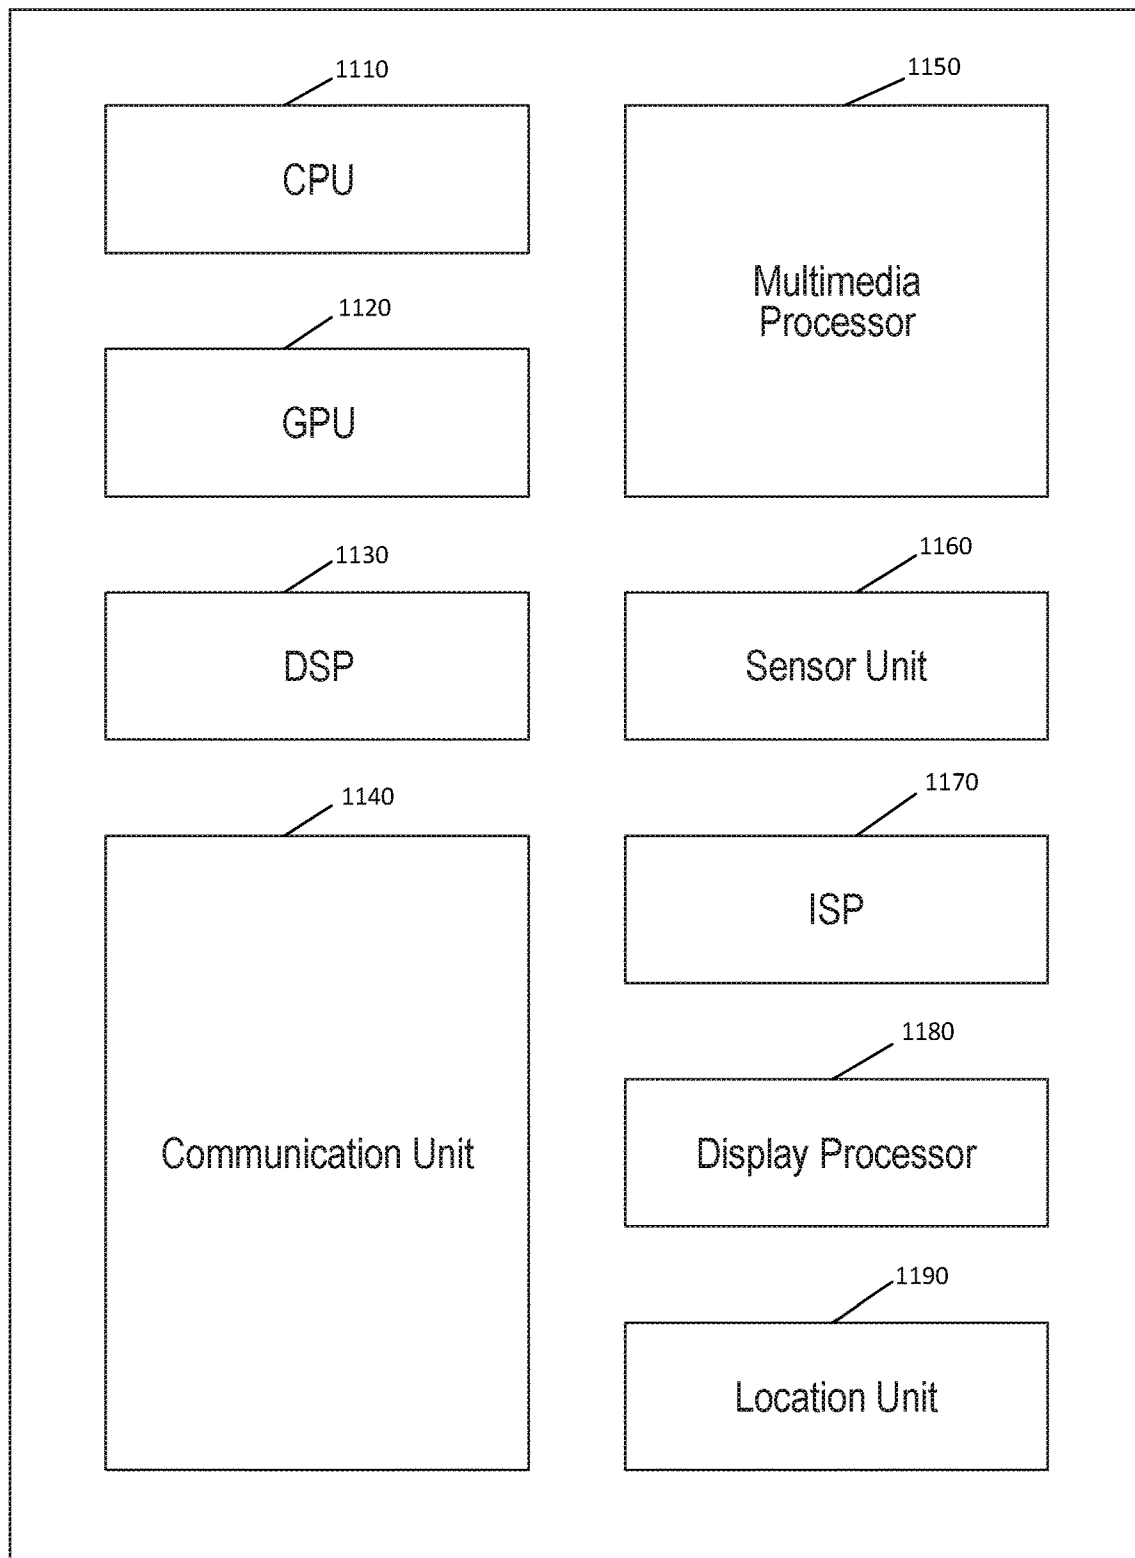 1110
CPU
1120
GPU
1130
DSP
1140
Communication Unit
1150
Multimedia
Processor
1160
Sensor Unit
1170
ISP
1180
Display Processor
1190
Location Unit